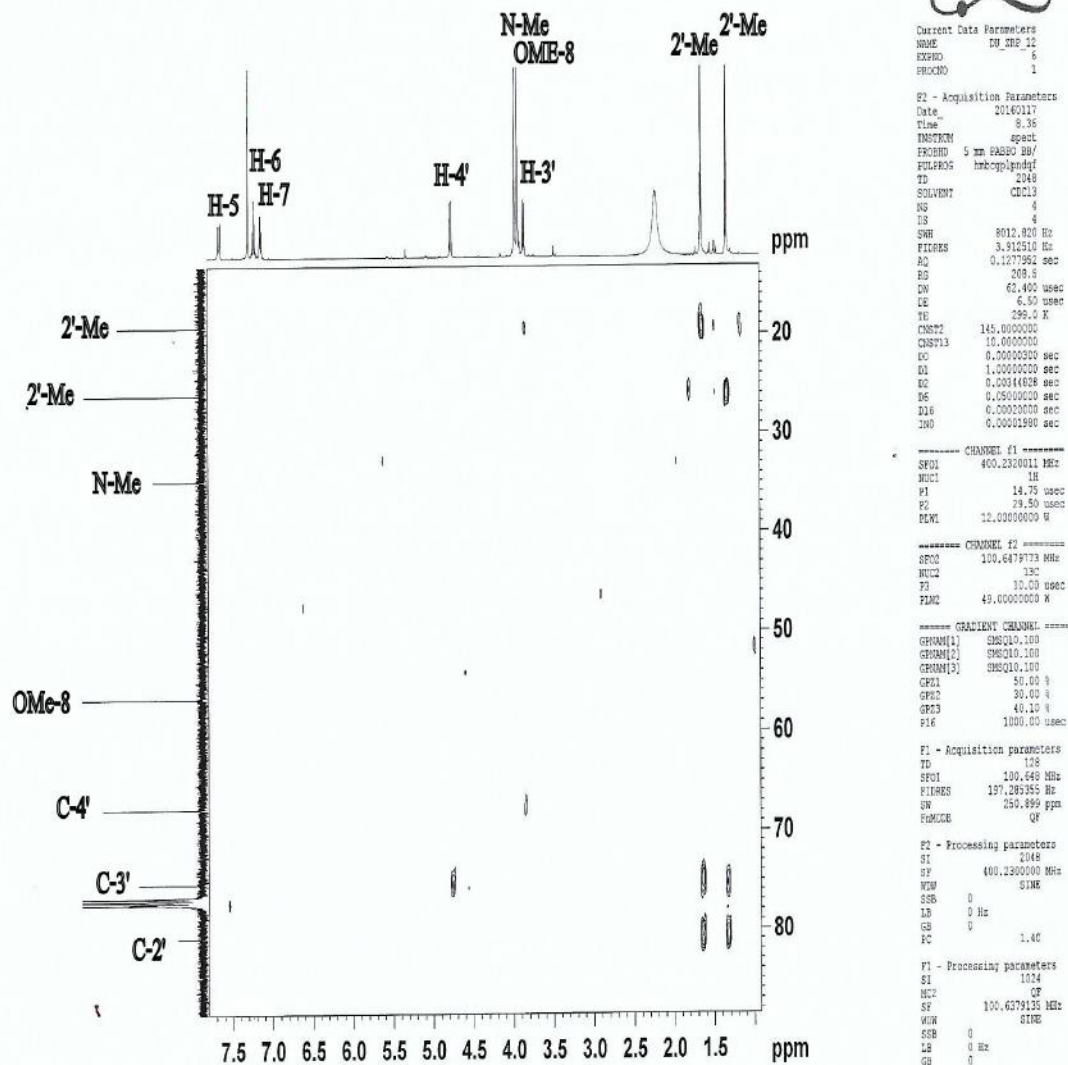 N-Me
OME-8
2'-Me 2'-Me
H-6
H-5 H-7
H-4' H-3'
ppm
2'-Me
2'-Me
N-Me
OMe-8
C-4'
C-3'
C-2'
20
30
40
50
60
70
80
7.5 7.0 6.5 6.0 5.5 5.0 4.5 4.0 3.5 3.0 2.5 2.0 1.5 ppm
Current Data Parameters
NAME DU_ZRP_12
EXPNO 6
PROCNO 1
F2 - Acquisition Parameters
Date_ 20160117
Time 8.36
INSTRUM spect
PROBHD 5 mm PABBO BB/
PULPROG hmbcgplpndqf
TD 2048
SOLVENT CDCl3
NS 4
DS 4
SWH 8012.820 Hz
FIDRES 3.912510 Hz
AQ 0.1277952 sec
RG 208.5
DW 62.400 usec
DE 6.50 usec
TE 299.0 K
CNST2 145.0000000
CNST13 10.0000000
D0 0.00000300 sec
D1 1.00000000 sec
D2 0.00344828 sec
D6 0.05000000 sec
D16 0.00020000 sec
IN0 0.00001980 sec
======== CHANNEL f1 ========
SFO1 400.2320011 MHz
NUC1 1H
P1 14.75 usec
P2 29.50 usec
PLW1 12.00000000 W
======== CHANNEL f2 ========
SFO2 100.6479773 MHz
NUC2 13C
P3 10.00 usec
PLW2 49.00000000 W
====== GRADIENT CHANNEL =====
GPNAM[1] SMSQ10.100
GPNAM[2] SMSQ10.100
GPNAM[3] SMSQ10.100
GPZ1 50.00 %
GPZ2 30.00 %
GPZ3 40.10 %
P16 1000.00 usec
F1 - Acquisition parameters
TD 128
SFO1 100.648 MHz
FIDRES 197.285355 Hz
SW 250.899 ppm
FnMODE QF
F2 - Processing parameters
SI 2048
SF 400.2300000 MHz
WDW SINE
SSB 0
LB 0 Hz
GB 0
PC 1.40
F1 - Processing parameters
SI 1024
MC2 QF
SF 100.6379135 MHz
WDW SINE
SSB 0
LB 0 Hz
GB 0